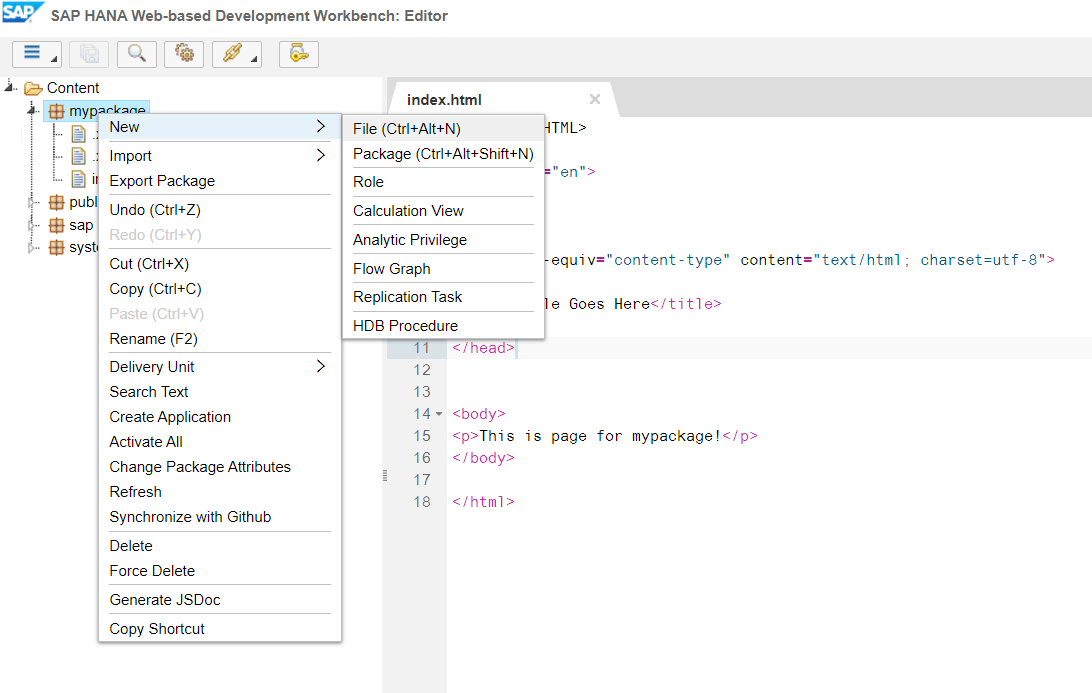 SAP SAP HANA Web-based Development Workbench: Editor
Content
mypackage
publ
sap
syst
New
Import
Export Package
Undo (Ctrl+Z)
Redo (Ctrl+Y)
Cut (Ctrl+X)
Copy (Ctrl+C)
Paste (Ctrl+V)
Rename (F2)
Delivery Unit
Search Text
Create Application
Activate All
Change Package Attributes
Refresh
Synchronize with Github
Delete
Force Delete
Generate JSDoc
Copy Shortcut
File (Ctrl+Alt+N)
Package (Ctrl+Alt+Shift+N)
Role
Calculation View
Analytic Privilege
Flow Graph
Replication Task
HDB Procedure
index.html
HTML>
="en">
-equiv="content-type" content="text/html; charset=utf-8">
le Goes Here</title>
11 </head>
12
13
14 <body>
15 <p>This is page for mypackage!</p>
16 </body>
17
18 </html>